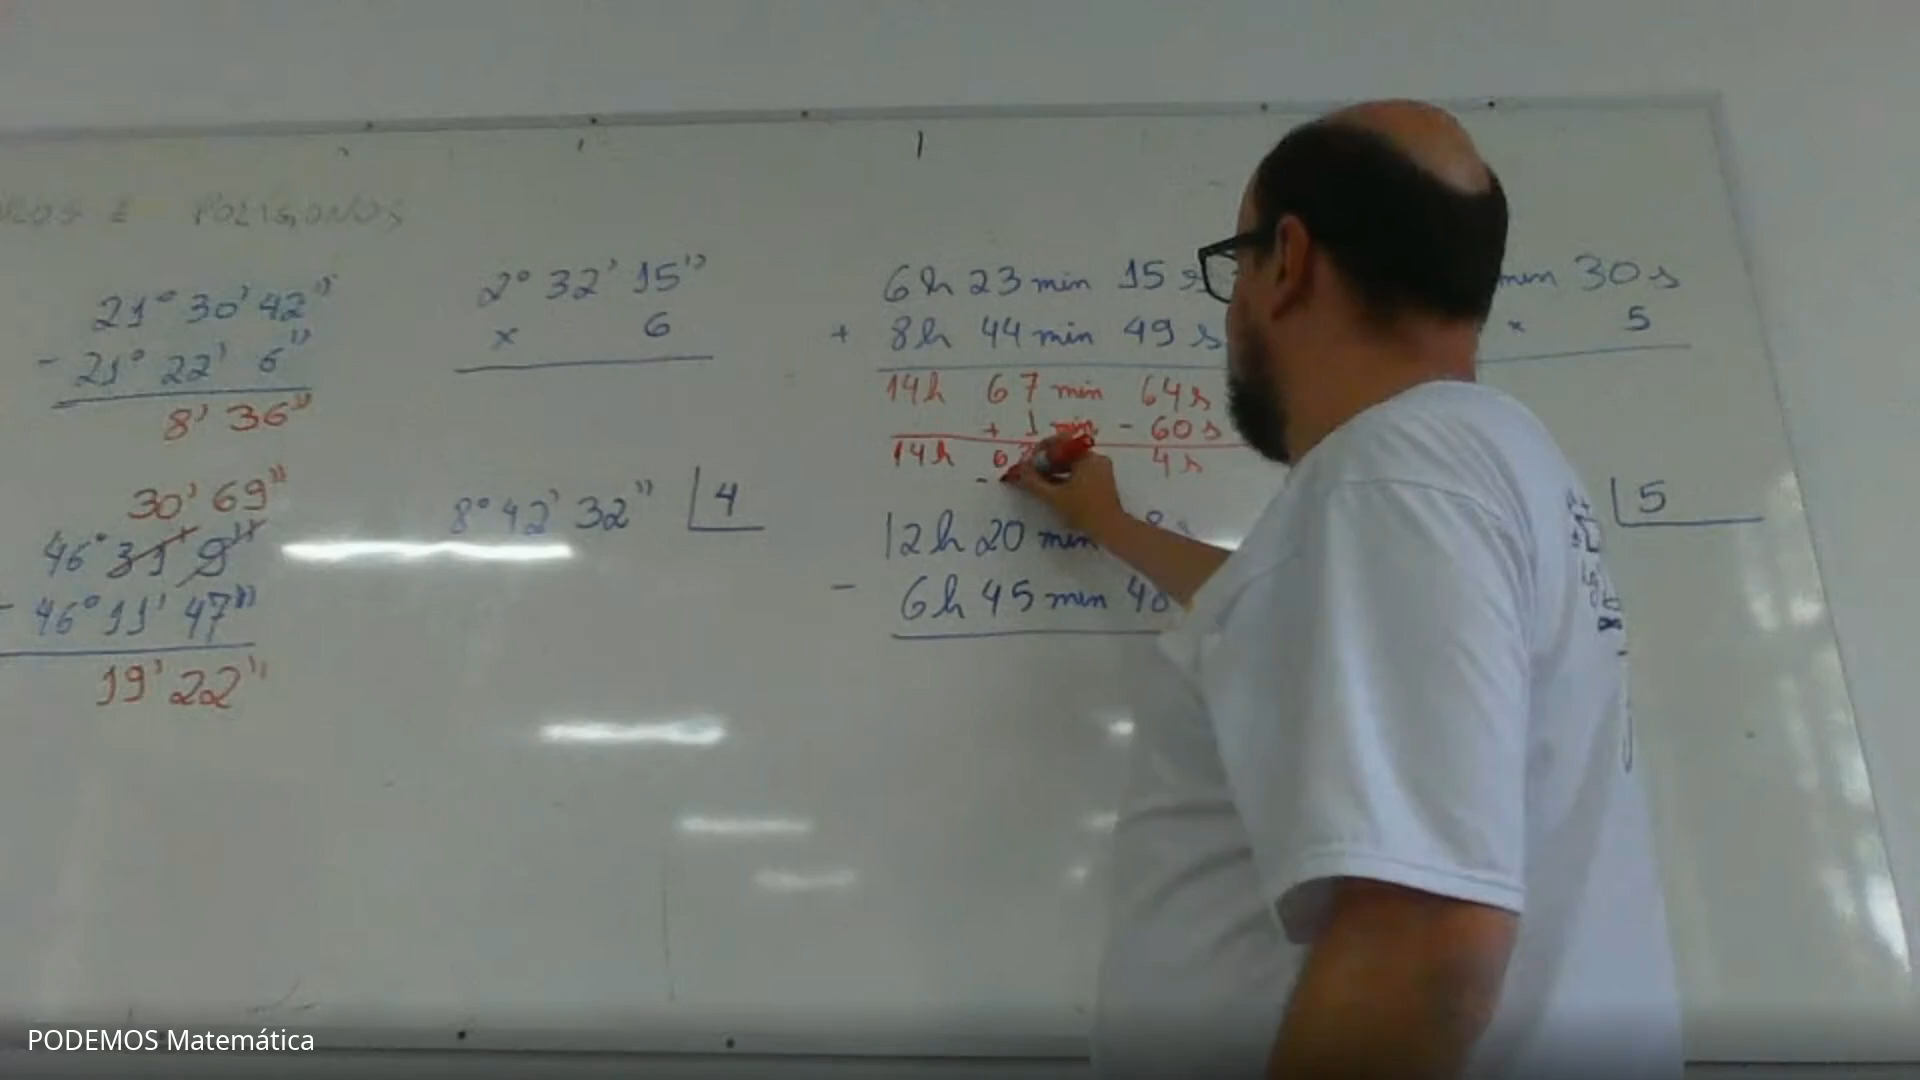 POLÍGONOS
21° 30' 42"
- 21° 22' 6"
8' 36"
30' 69"
46° 31' 9"
- 46° 11' 47"
19' 22"
2° 32' 15"
x 6
8° 42' 32" 4
6h 23 min 15 s
+ 8h 44 min 49 s
14h 67 min 64 s
+ 1 min - 60 s
14h 4 s
-
12h 20 min 8 s
- 6h 45 min
min 30 s
x 5
5
PODEMOS Matemática